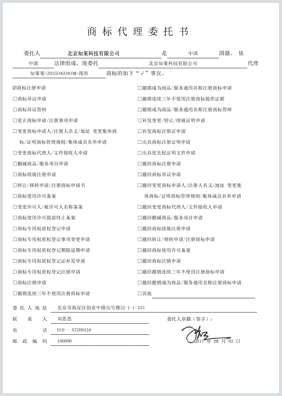 商标代理委托书
委托人 北京知果科技有限公司 是 中国 国籍、依
中国 法律组成，现委托 北京知果科技有限公司 代理
知果果-20160606008-图形 商标的如下“√”事宜。
商标注册申请 □撤销成为商品/服务通用名称注册商标申请
□商标异议申请 □撤销连续三年不使用注册商标提供证据
□商标异议答辩 □撤销成为商品/服务通用名称注册商标答辩
□更正商标申请/注册事项申请 □补发变更/转让/续展证明申请
□变更商标申请人/注册人名义/地址 变更集体商 □补发商标注册证申请
标/证明商标管理规则/集体成员名单申请 □出具商标注册证明申请
□变更商标代理人/文件接收人申请 □出具优先权证明文件申请
□删减商品/服务项目申请 □撤回商标注册申请
□商标续展注册申请 □撤回商标异议申请
□转让/移转申请/注册商标申请书 □撤回变更商标申请人/注册人名义/地址 变更集
□商标使用许可备案 体商标/证明商标管理规则/集体成员名单申请
□变更许可人/被许可人名称备案 □撤回变更商标代理人/文件接收人申请
□商标使用许可提前终止备案 □撤回删减商品/服务项目申请
□商标专用权质权登记申请 □撤回商标续展注册申请
□商标专用权质权登记事项变更申请 □撤回转让/移转申请/注册商标申请
□商标专用权质权登记期限延期申请 □撤回商标使用许可备案
□商标专用权质权登记证补发申请 □撤回商标注销申请
□商标专用权质权登记注销申请 □撤回撤销连续三年不使用注册商标申请
□商标注销申请 □撤回撤销成为商品/服务通用名称注册商标申请
□撤销连续三年不使用注册商标申请 □其他
委托人地址 北京市海淀区创业中路32号楼32-1-1-333
联系人 刘思思 委托人章戳（签字）：
电话 010-57289416
邮政编码 100000 2017年 08月 02日